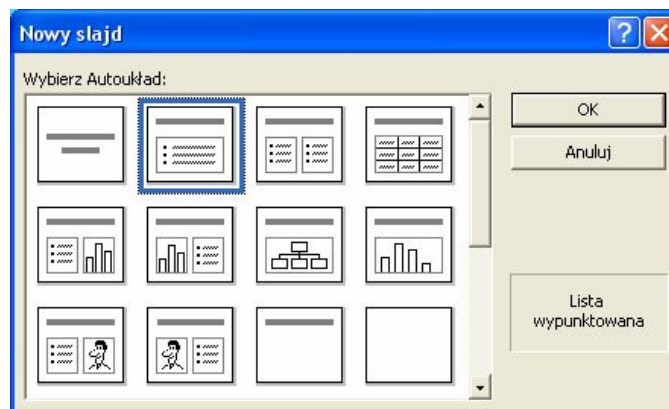 Nowy slajd
Wybierz Autoukład:
OK
Anuluj
Lista
wypunktowana